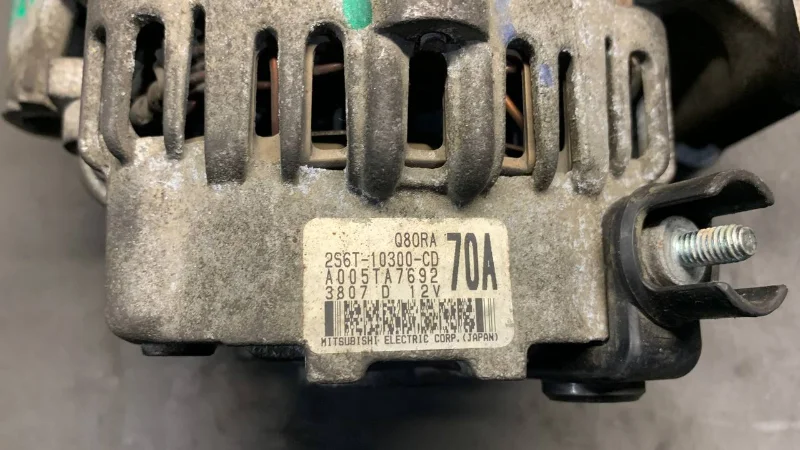 Q80RA
2S6T-10300-CD 70A
A005TA7692
3807 D 12V
MITSUBISHI ELECTRIC CORP.(JAPAN)